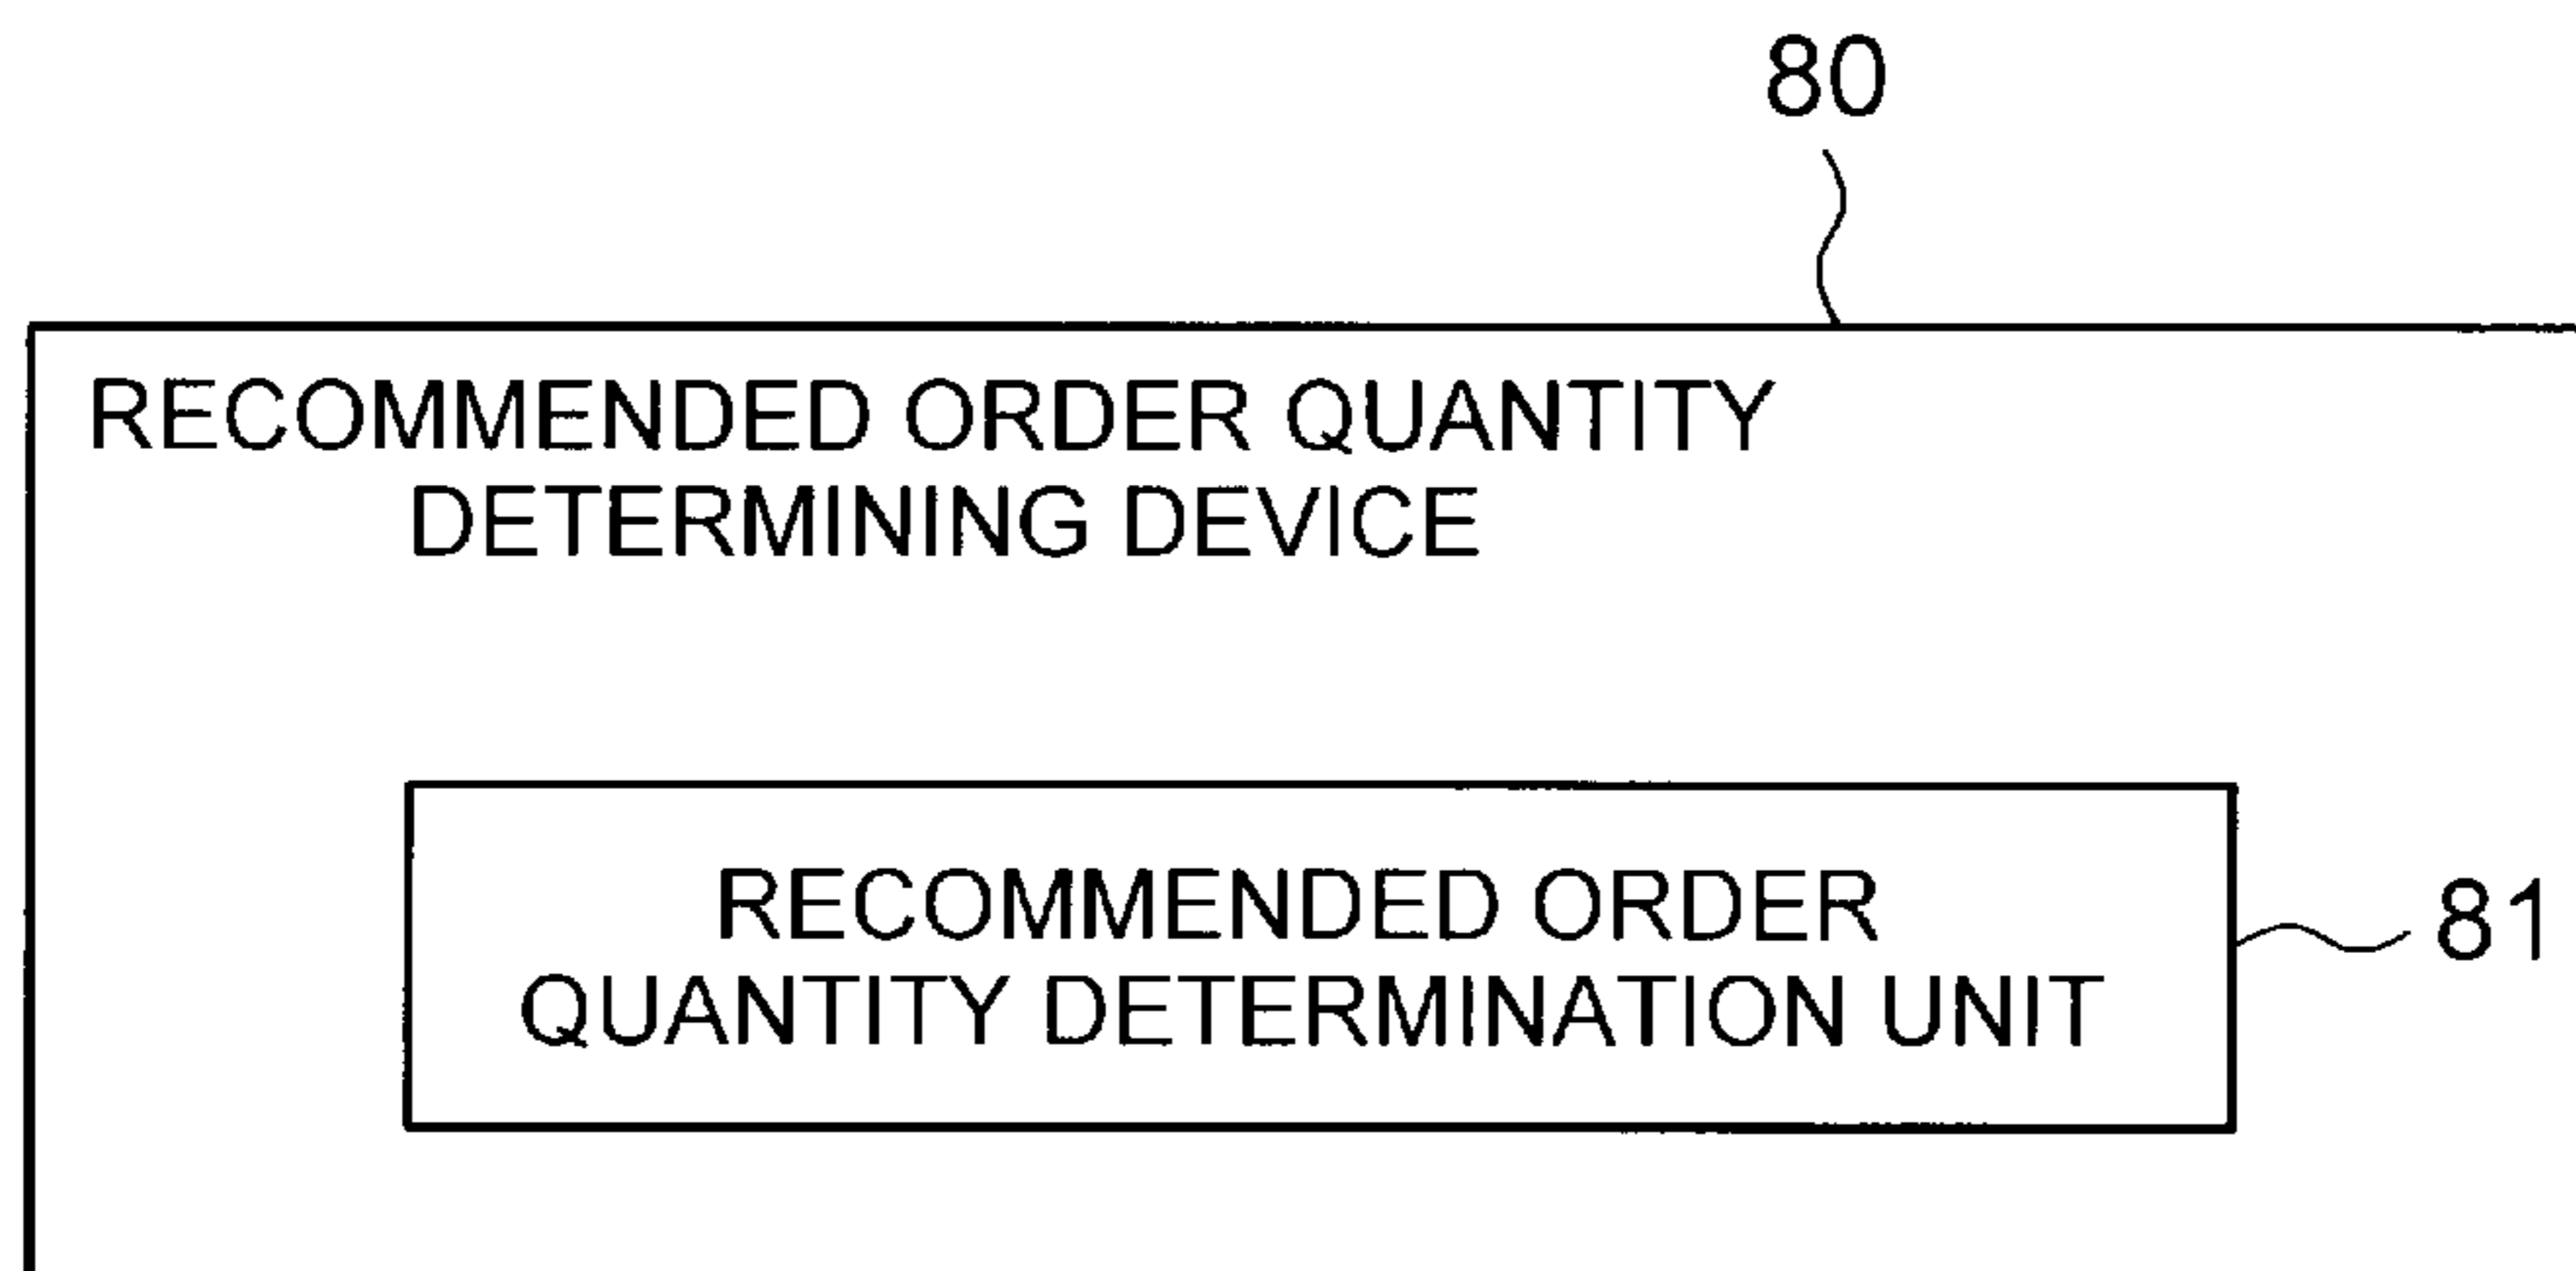 80
RECOMMENDED ORDER QUANTITY
DETERMINING DEVICE
RECOMMENDED ORDER
QUANTITY DETERMINATION UNIT
81